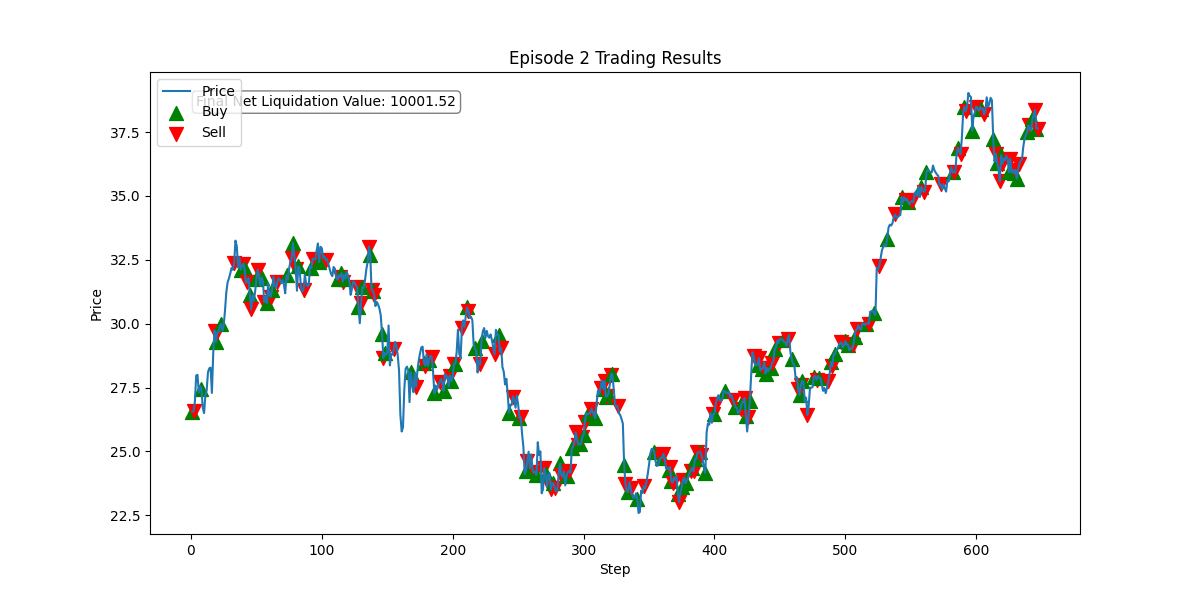 Episode 2 Trading Results
Price
Buy
Sell
Final Net Liquidation Value: 10001.52
37.5
35.0
32.5
30.0
27.5
25.0
22.5
Price
0 100 200 300 400 500 600
Step